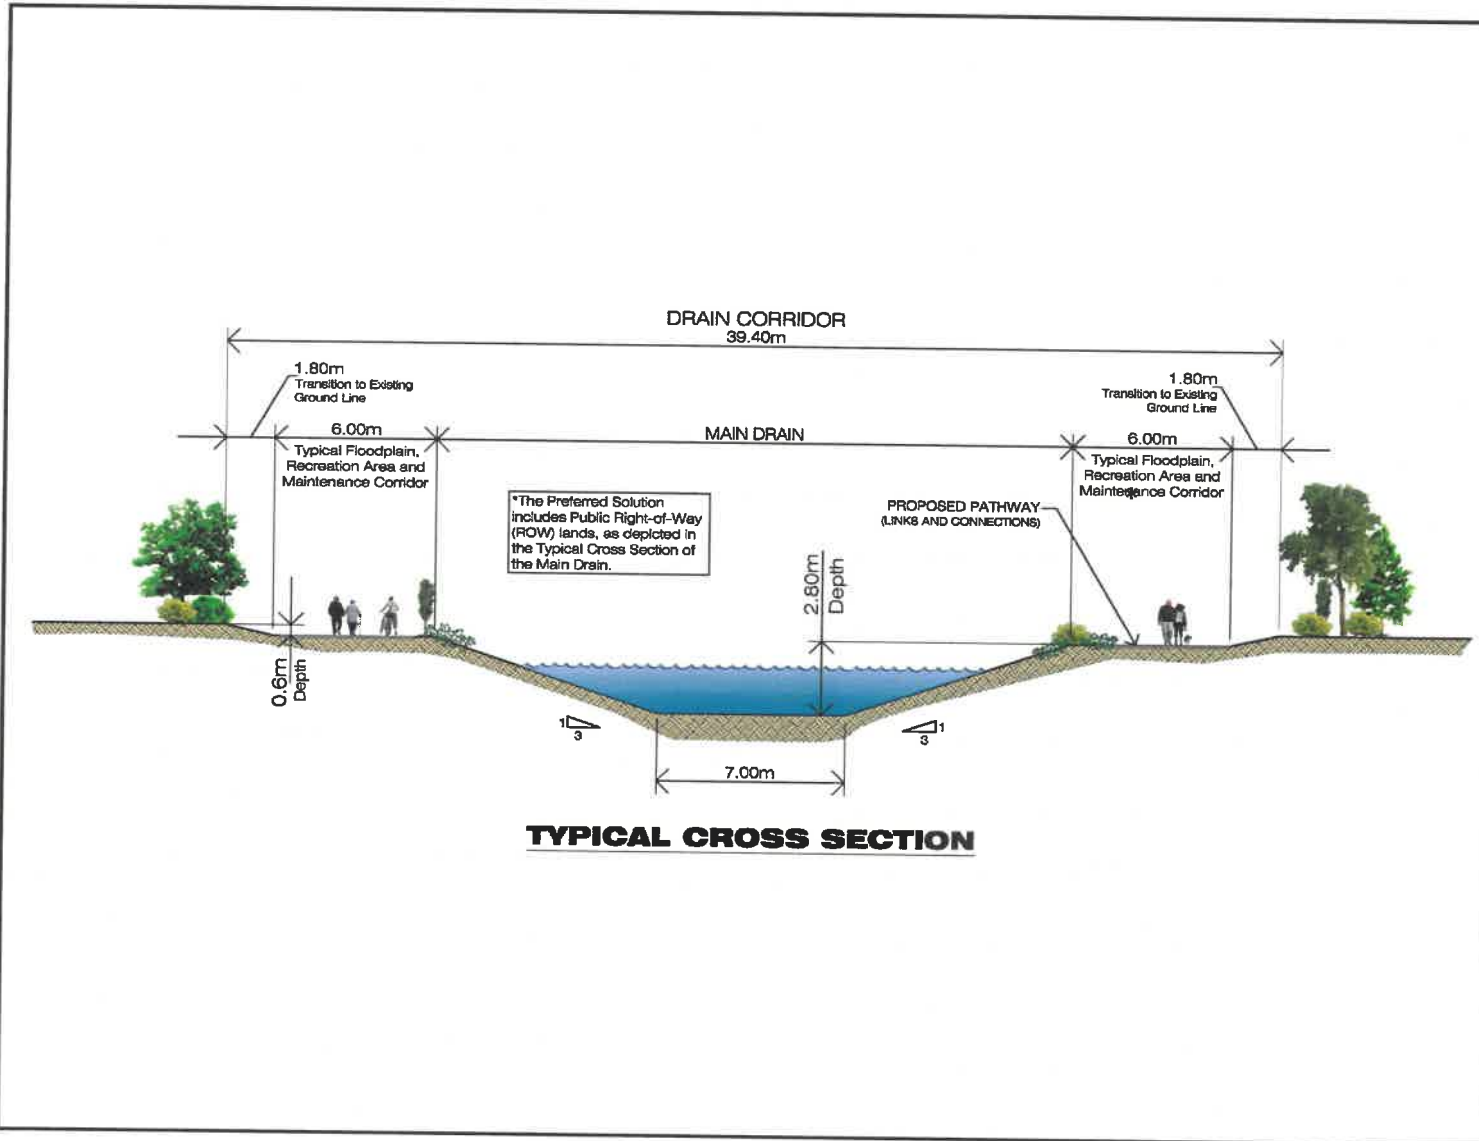 DRAIN CORRIDOR
39.40m
1.80m
Transition to Existing
Ground Line
1.80m
Transition to Existing
Ground Line
6.00m
Typical Floodplain,
Recreation Area and
Maintenance Corridor
MAIN DRAIN
6.00m
Typical Floodplain,
Recreation Area and
Maintenance Corridor
*The Preferred Solution
includes Public Right-of-Way
(ROW) lands, as depicted in
the Typical Cross Section of
the Main Drain.
PROPOSED PATHWAY
(LINKS AND CONNECTIONS)
2.80m
Depth
0.6m
Depth
1
3
1
3
7.00m
TYPICAL CROSS SECTION